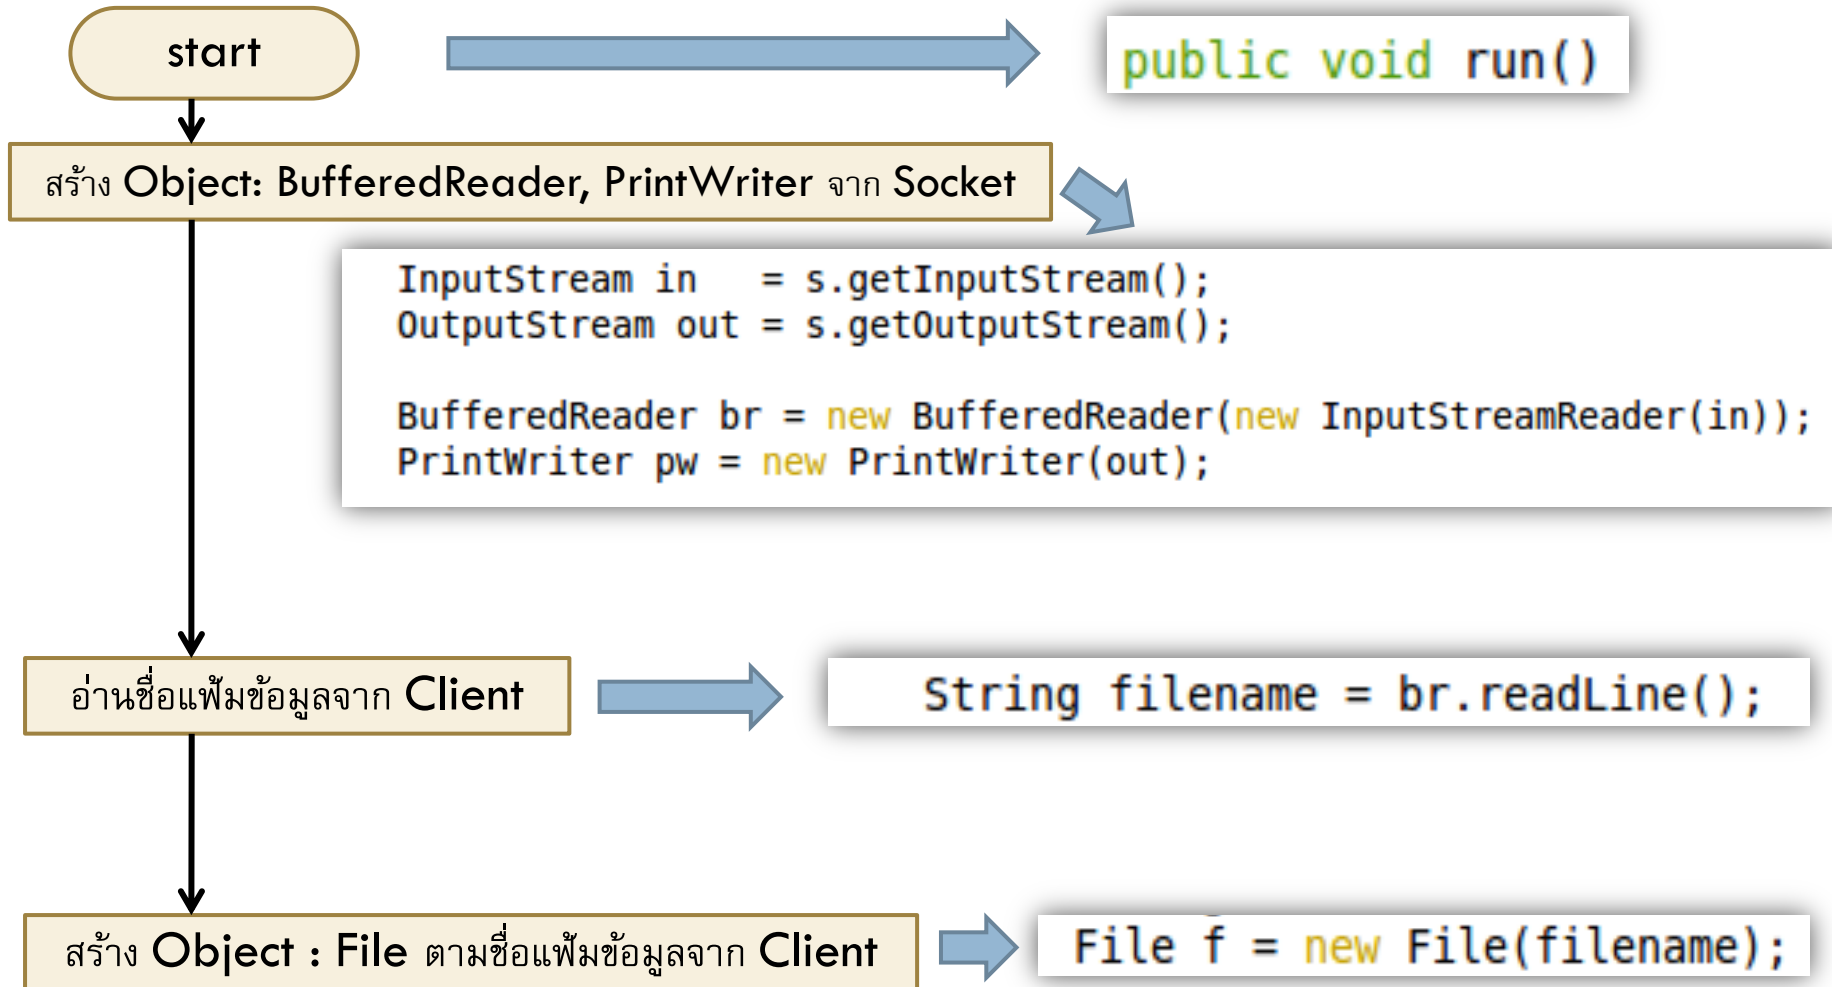 start
public void run()
สร้าง Object: BufferedReader, PrintWriter จาก Socket
InputStream in   = s.getInputStream();
OutputStream out = s.getOutputStream();
BufferedReader br = new BufferedReader(new InputStreamReader(in));
PrintWriter pw = new PrintWriter(out);
อ่านชื่อแฟ้มข้อมูลจาก Client
String filename = br.readLine();
สร้าง Object : File ตามชื่อแฟ้มข้อมูลจาก Client
File f = new File(filename);